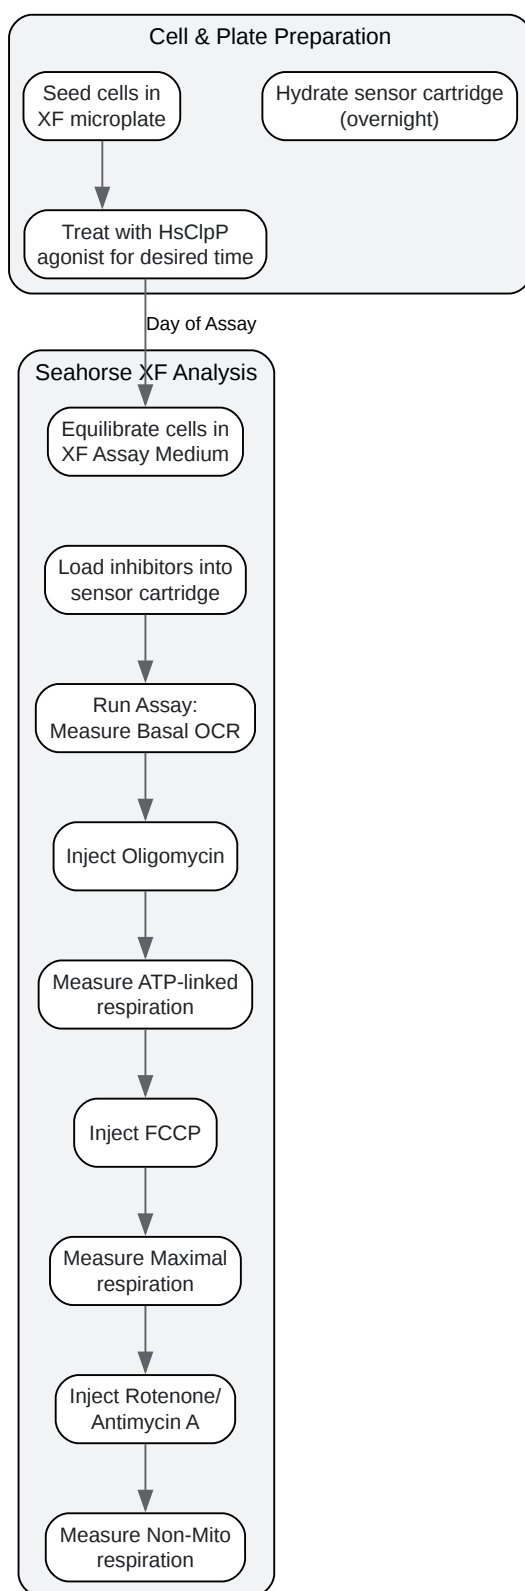 Cell & Plate Preparation
Seed cells in
XF microplate
Hydrate sensor cartridge
(overnight)
Treat with HsClpP
agonist for desired time
Day of Assay
Seahorse XF Analysis
Equilibrate cells in
XF Assay Medium
Load inhibitors into
sensor cartridge
Run Assay:
Measure Basal OCR
Inject Oligomycin
Measure ATP-linked
respiration
Inject FCCP
Measure Maximal
respiration
Inject Rotenone/
Antimycin A
Measure Non-Mito
respiration